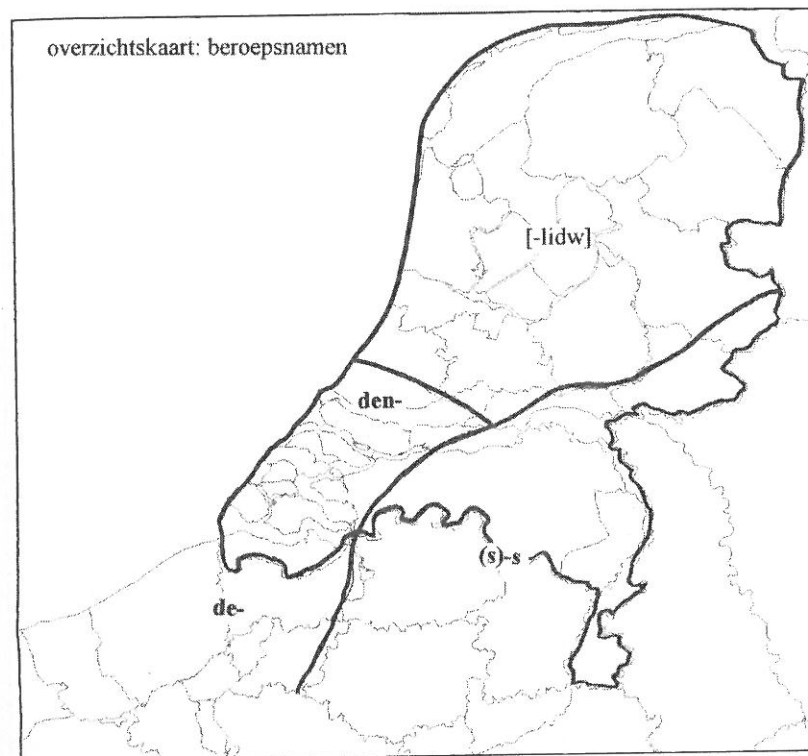 overzichtskaart: beroepsnamen
[-lidw]
den-
(s)-s
de-